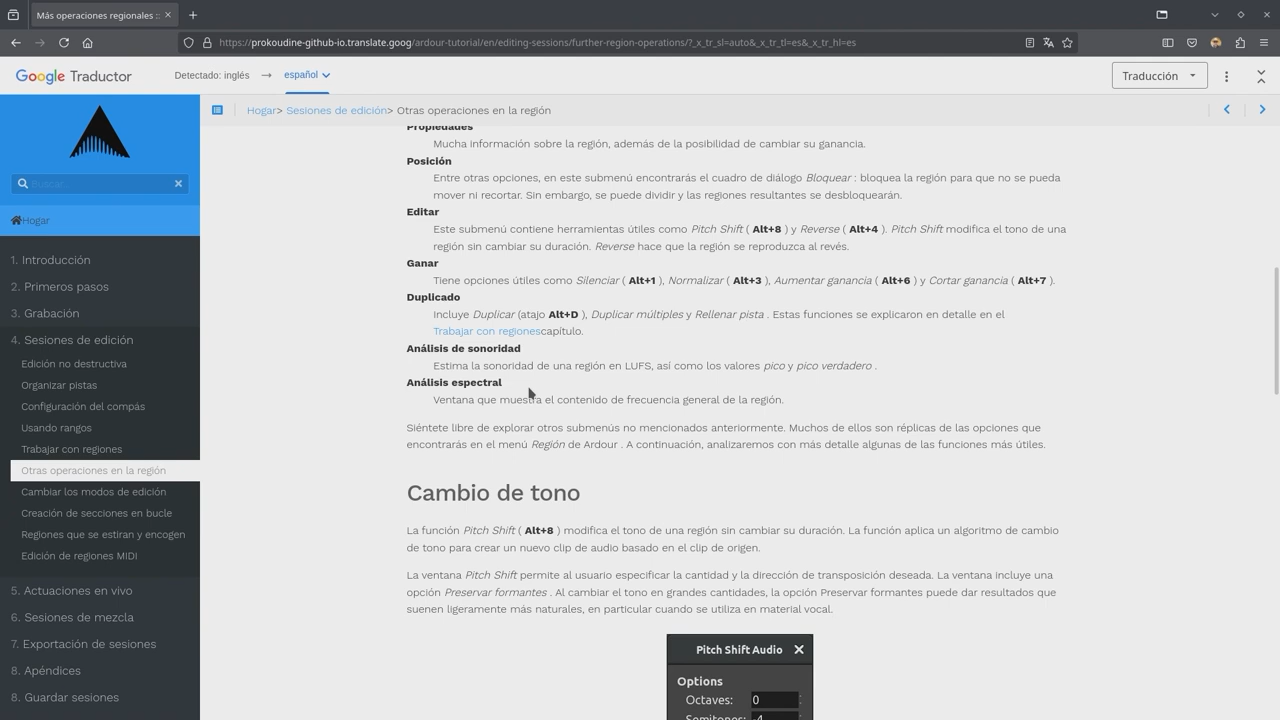 Más operaciones regionales ::
https://prokoudine-github-io.translate.goog/ardour-tutorial/en/editing-sessions/further-region-operations/?_x_tr_sl=auto&_x_tr_tl=es&_x_tr_hl=es
Google Traductor
Detectado: inglés → español
Traducción
Buscar...
Hogar
1. Introducción
2. Primeros pasos
3. Grabación
4. Sesiones de edición
Edición no destructiva
Organizar pistas
Configuración del compás
Usando rangos
Trabajar con regiones
Otras operaciones en la región
Cambiar los modos de edición
Creación de secciones en bucle
Regiones que se estiran y encogen
Edición de regiones MIDI
5. Actuaciones en vivo
6. Sesiones de mezcla
7. Exportación de sesiones
8. Apéndices
8. Guardar sesiones
Hogar> Sesiones de edición> Otras operaciones en la región
Propiedades
Mucha información sobre la región, además de la posibilidad de cambiar su ganancia.
Posición
Entre otras opciones, en este submenú encontrarás el cuadro de diálogo Bloquear : bloquea la región para que no se pueda
mover ni recortar. Sin embargo, se puede dividir y las regiones resultantes se desbloquearán.
Editar
Este submenú contiene herramientas útiles como Pitch Shift ( Alt+8 ) y Reverse ( Alt+4 ). Pitch Shift modifica el tono de una
región sin cambiar su duración. Reverse hace que la región se reproduzca al revés.
Ganar
Tiene opciones útiles como Silenciar ( Alt+1 ), Normalizar ( Alt+3 ), Aumentar ganancia ( Alt+6 ) y Cortar ganancia ( Alt+7 ).
Duplicado
Incluye Duplicar (atajo Alt+D ), Duplicar múltiples y Rellenar pista . Estas funciones se explicaron en detalle en el
Trabajar con regionescapítulo.
Análisis de sonoridad
Estima la sonoridad de una región en LUFS, así como los valores pico y pico verdadero .
Análisis espectral
Ventana que muestra el contenido de frecuencia general de la región.
Siéntete libre de explorar otros submenús no mencionados anteriormente. Muchos de ellos son réplicas de las opciones que
encontrarás en el menú Región de Ardour . A continuación, analizaremos con más detalle algunas de las funciones más útiles.
Cambio de tono
La función Pitch Shift ( Alt+8 ) modifica el tono de una región sin cambiar su duración. La función aplica un algoritmo de cambio
de tono para crear un nuevo clip de audio basado en el clip de origen.
La ventana Pitch Shift permite al usuario especificar la cantidad y la dirección de transposición deseada. La ventana incluye una
opción Preservar formantes . Al cambiar el tono en grandes cantidades, la opción Preservar formantes puede dar resultados que
suenen ligeramente más naturales, en particular cuando se utiliza en material vocal.
Pitch Shift Audio
Options
Octaves: 0
Semitones: -4